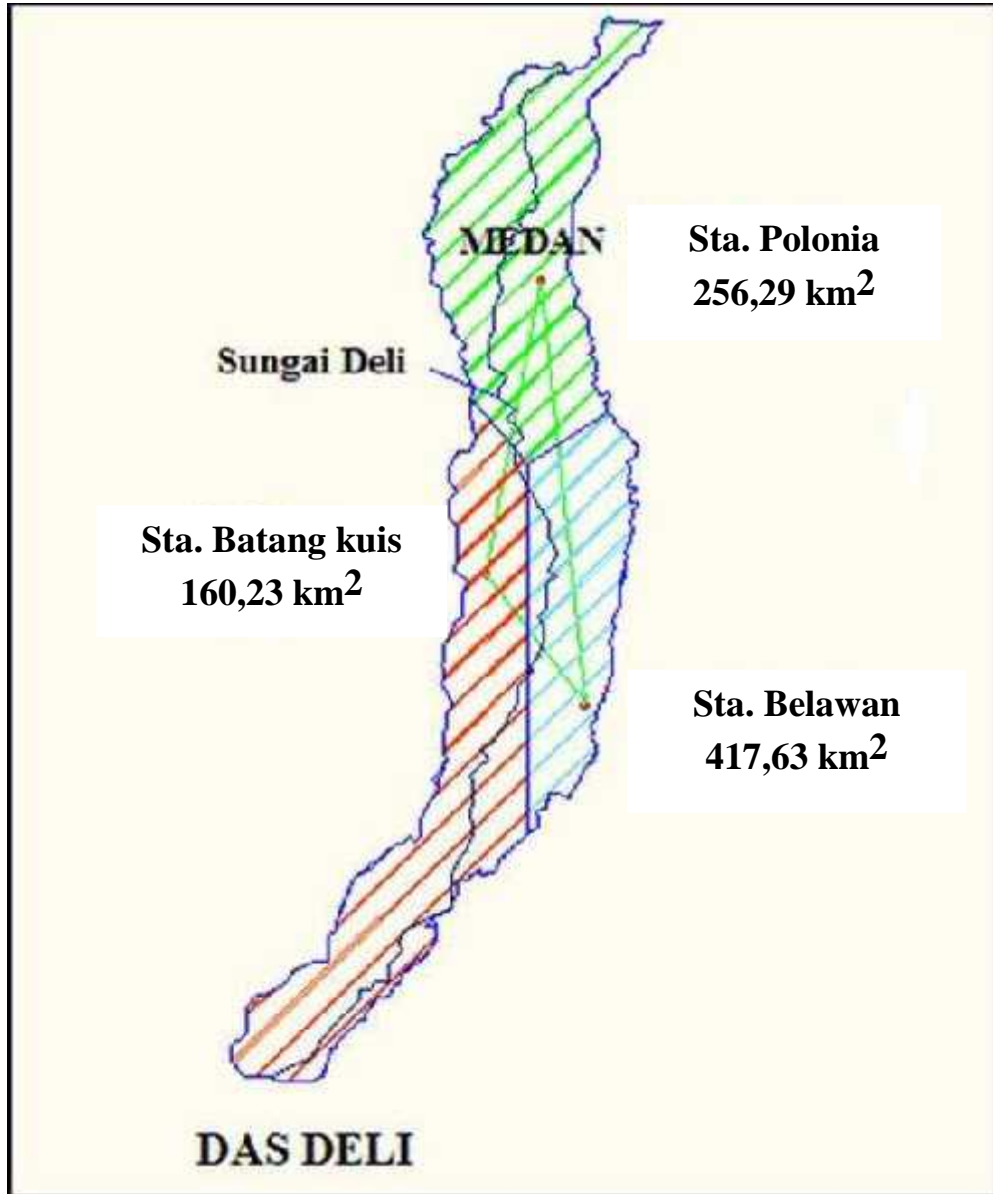 MEDAN
Sta. Polonia
256,29 km²
Sungai Deli
Sta. Batang kuis
160,23 km²
Sta. Belawan
417,63 km²
DAS DELI